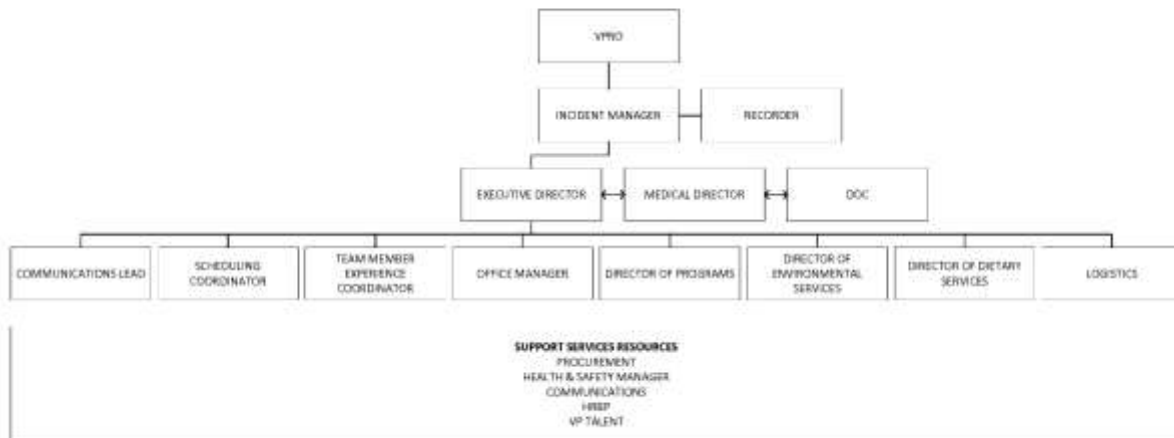 VPRO
INCIDENT MANAGER
RECORDER
EXECUTIVE DIRECTOR
MEDICAL DIRECTOR
DOC
COMMUNICATIONS LEAD
SCHEDULING
COORDINATOR
TEAM MEMBER
EXPERIENCE
COORDINATOR
OFFICE MANAGER
DIRECTOR OF PROGRAMS
DIRECTOR OF
ENVIRONMENTAL
SERVICES
DIRECTOR OF DIETARY
SERVICES
LOGISTICS
SUPPORT SERVICES RESOURCES
PROCUREMENT
HEALTH & SAFETY MANAGER
COMMUNICATIONS
HRBP
VP TALENT